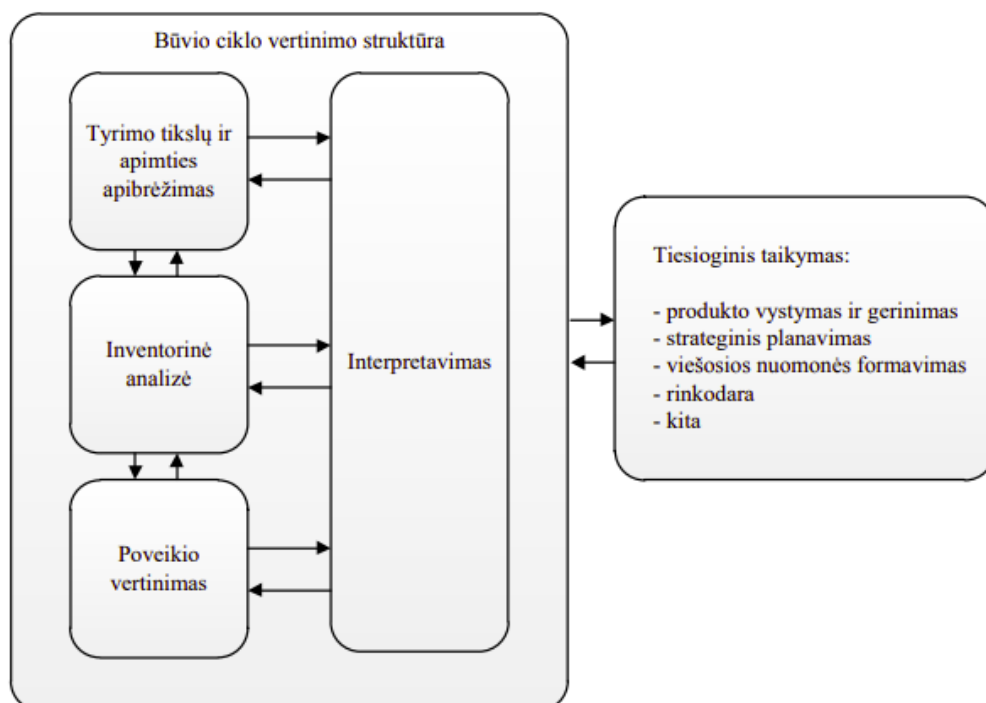 Būvio ciklo vertinimo struktūra
Tyrimo tikslų ir
apimties
apibrėžimas
Inventorinė
analizė
Poveikio
vertinimas
Interpretavimas
Tiesioginis taikymas:
- produkto vystymas ir gerinimas
- strateginis planavimas
- viešosios nuomonės formavimas
- rinkodara
- kita